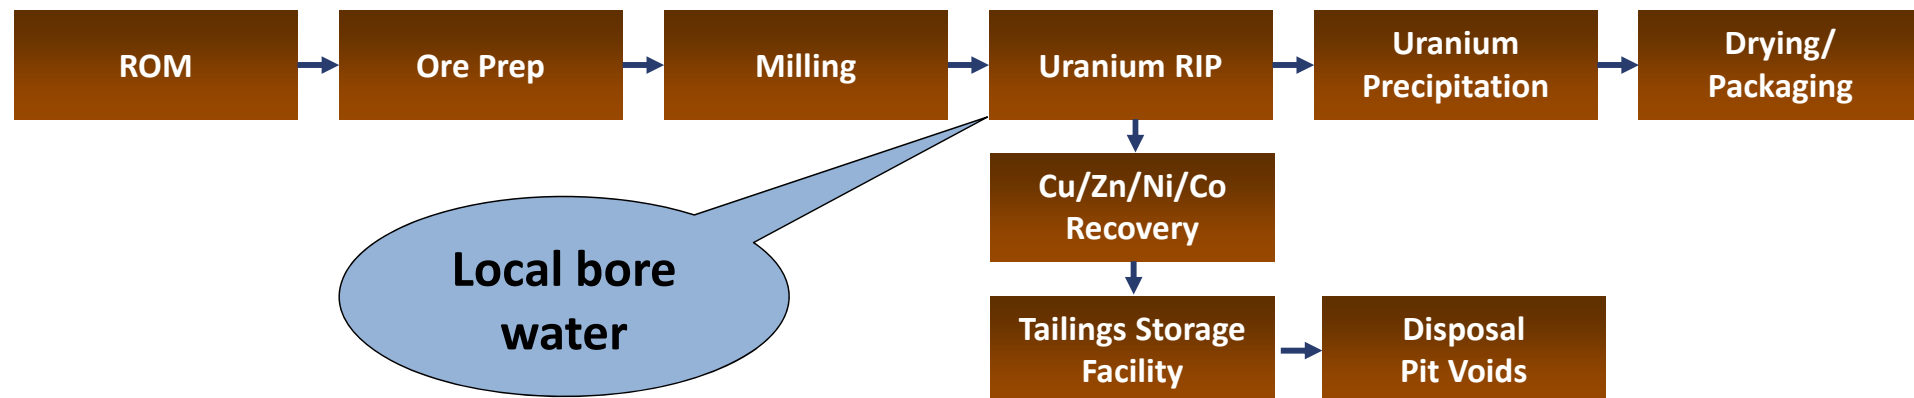 ROM
Ore Prep
Milling
Uranium RIP
Uranium
Precipitation
Drying/
Packaging
Cu/Zn/Ni/Co
Recovery
Local bore
water
Tailings Storage
Facility
Disposal
Pit Voids